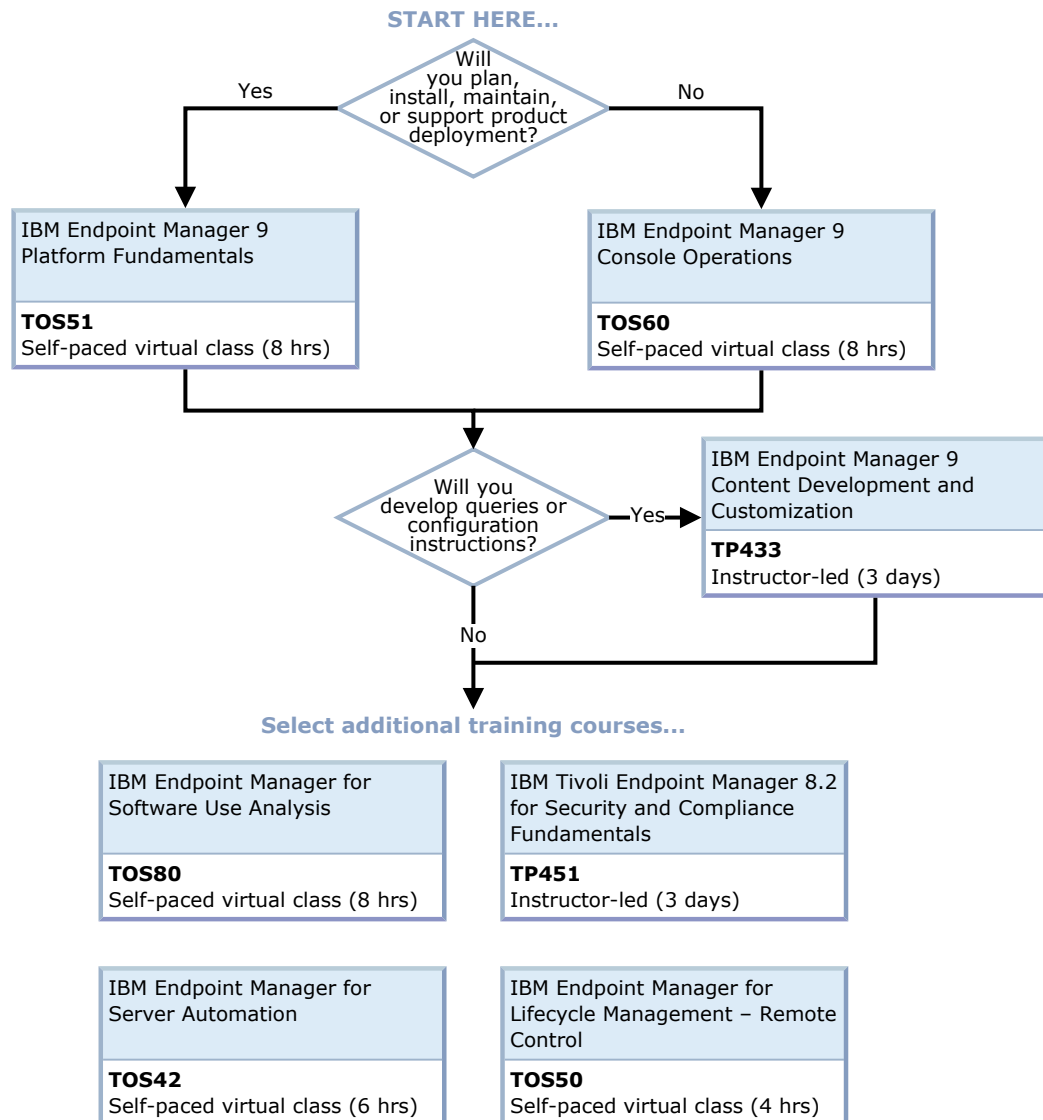 START HERE...
Will
you plan,
install, maintain,
or support product
deployment?
Yes
No
IBM Endpoint Manager 9
Platform Fundamentals
TOS51
Self-paced virtual class (8 hrs)
IBM Endpoint Manager 9
Console Operations
TOS60
Self-paced virtual class (8 hrs)
Will you
develop queries or
configuration
instructions?
Yes
IBM Endpoint Manager 9
Content Development and
Customization
TP433
Instructor-led (3 days)
No
Select additional training courses...
IBM Endpoint Manager for
Software Use Analysis
TOS80
Self-paced virtual class (8 hrs)
IBM Tivoli Endpoint Manager 8.2
for Security and Compliance
Fundamentals
TP451
Instructor-led (3 days)
IBM Endpoint Manager for
Server Automation
TOS42
Self-paced virtual class (6 hrs)
IBM Endpoint Manager for
Lifecycle Management – Remote
Control
TOS50
Self-paced virtual class (4 hrs)